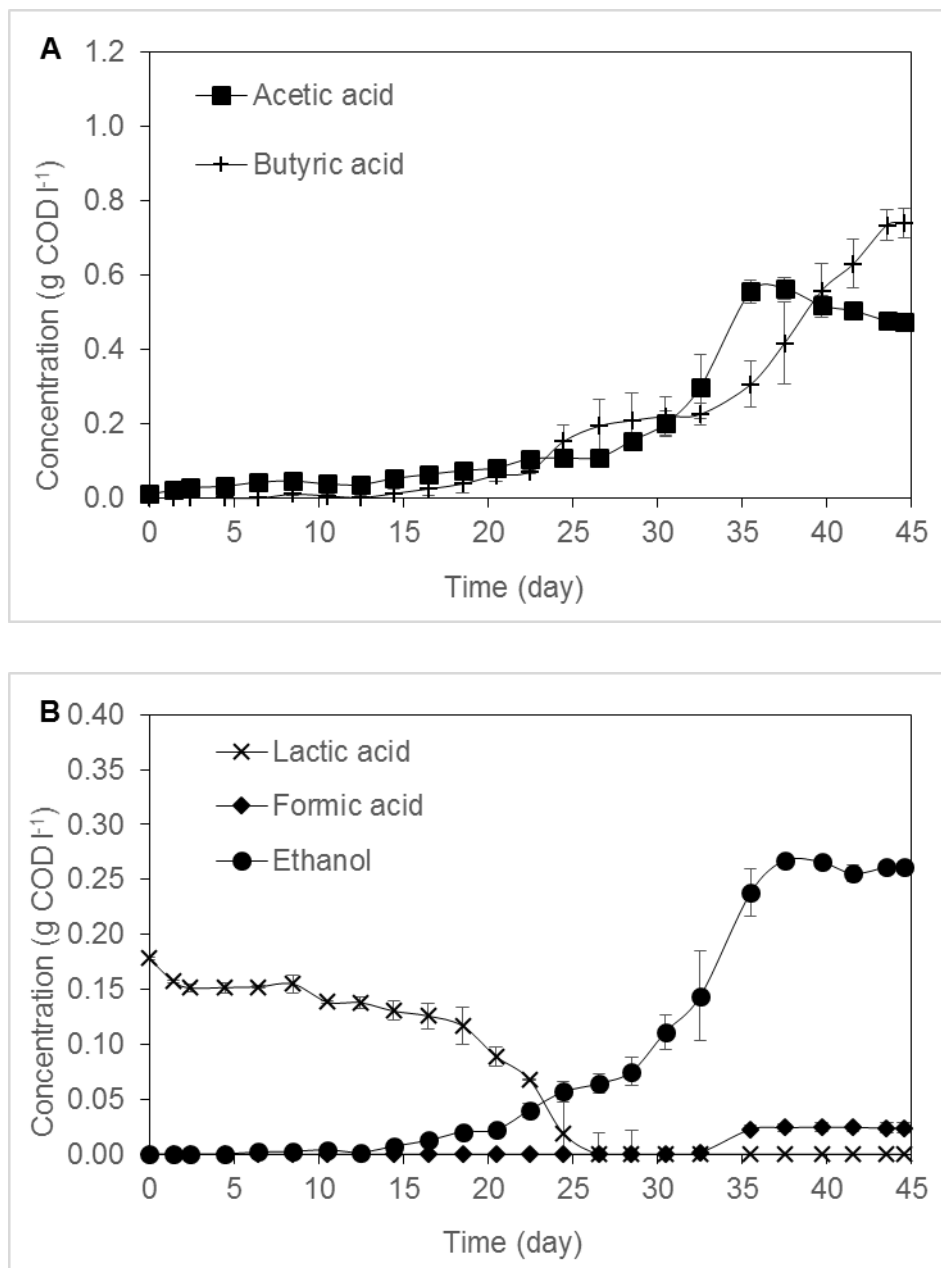 A
1.2
1.0
0.8
0.6
0.4
0.2
0.0
Acetic acid
Butyric acid
Concentration (g COD l-1)
0 5 10 15 20 25 30 35 40 45
Time (day)
B
0.40
0.35
0.30
0.25
0.20
0.15
0.10
0.05
0.00
Lactic acid
Formic acid
Ethanol
Concentration (g COD l-1)
0 5 10 15 20 25 30 35 40 45
Time (day)